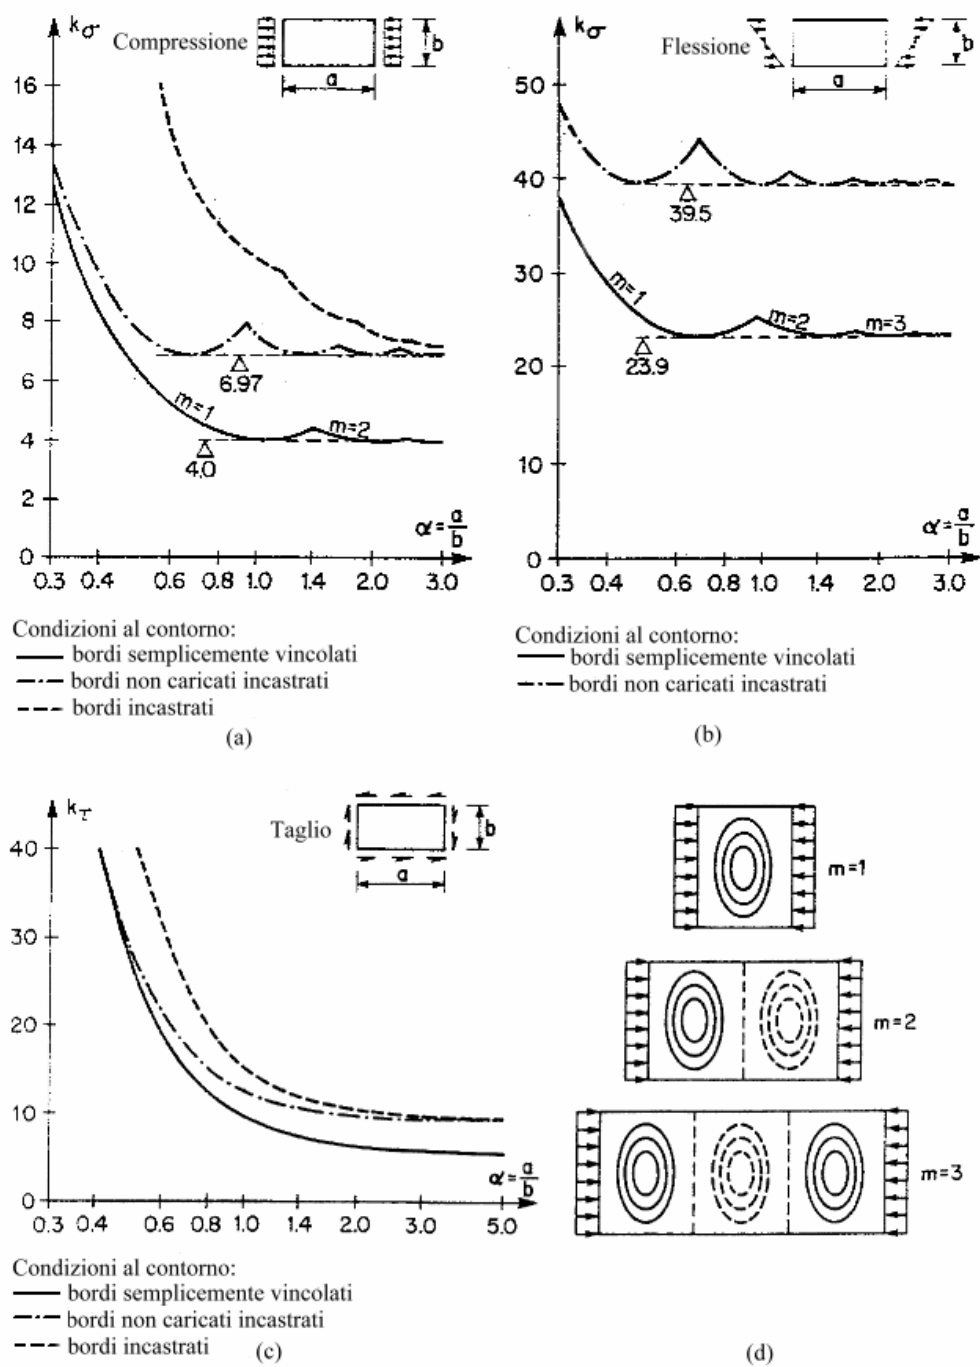 kσ
Compressione
b
a
16
14
12
10
8
6
4
2
0
6.97
m=1
m=2
4.0
α = a/b
0.3 0.4 0.6 0.8 1.0 1.4 2.0 3.0
Condizioni al contorno:
bordi semplicemente vincolati
bordi non caricati incastrati
bordi incastrati
(a)
kσ
Flessione
b
a
50
40
30
20
10
0
39.5
m=1
m=2
m=3
23.9
α = a/b
0.3 0.4 0.6 0.8 1.0 1.4 2.0 3.0
Condizioni al contorno:
bordi semplicemente vincolati
bordi non caricati incastrati
(b)
kτ
Taglio
b
a
40
30
20
10
0
α = a/b
0.3 0.4 0.6 0.8 1.0 1.4 2.0 3.0 5.0
Condizioni al contorno:
bordi semplicemente vincolati
bordi non caricati incastrati
bordi incastrati
(c)
m=1
m=2
m=3
(d)